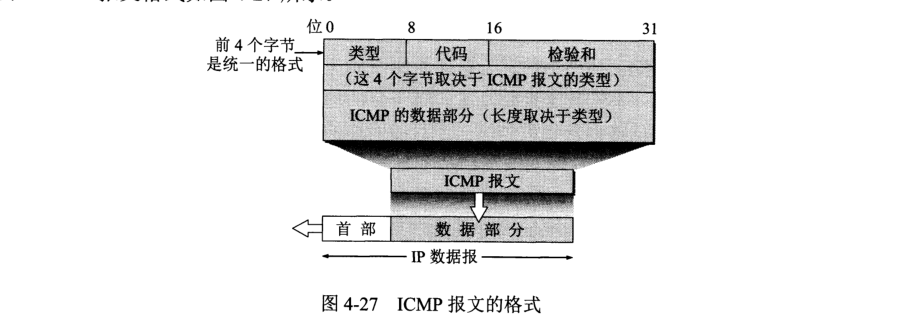 位 0 8 16 31
前 4 个字节
是统一的格式
类型 代码 检验和
（这 4 个字节取决于 ICMP 报文的类型）
ICMP 的数据部分（长度取决于类型）
ICMP 报文
首 部 数 据 部 分
IP 数据报
图 4-27 ICMP 报文的格式